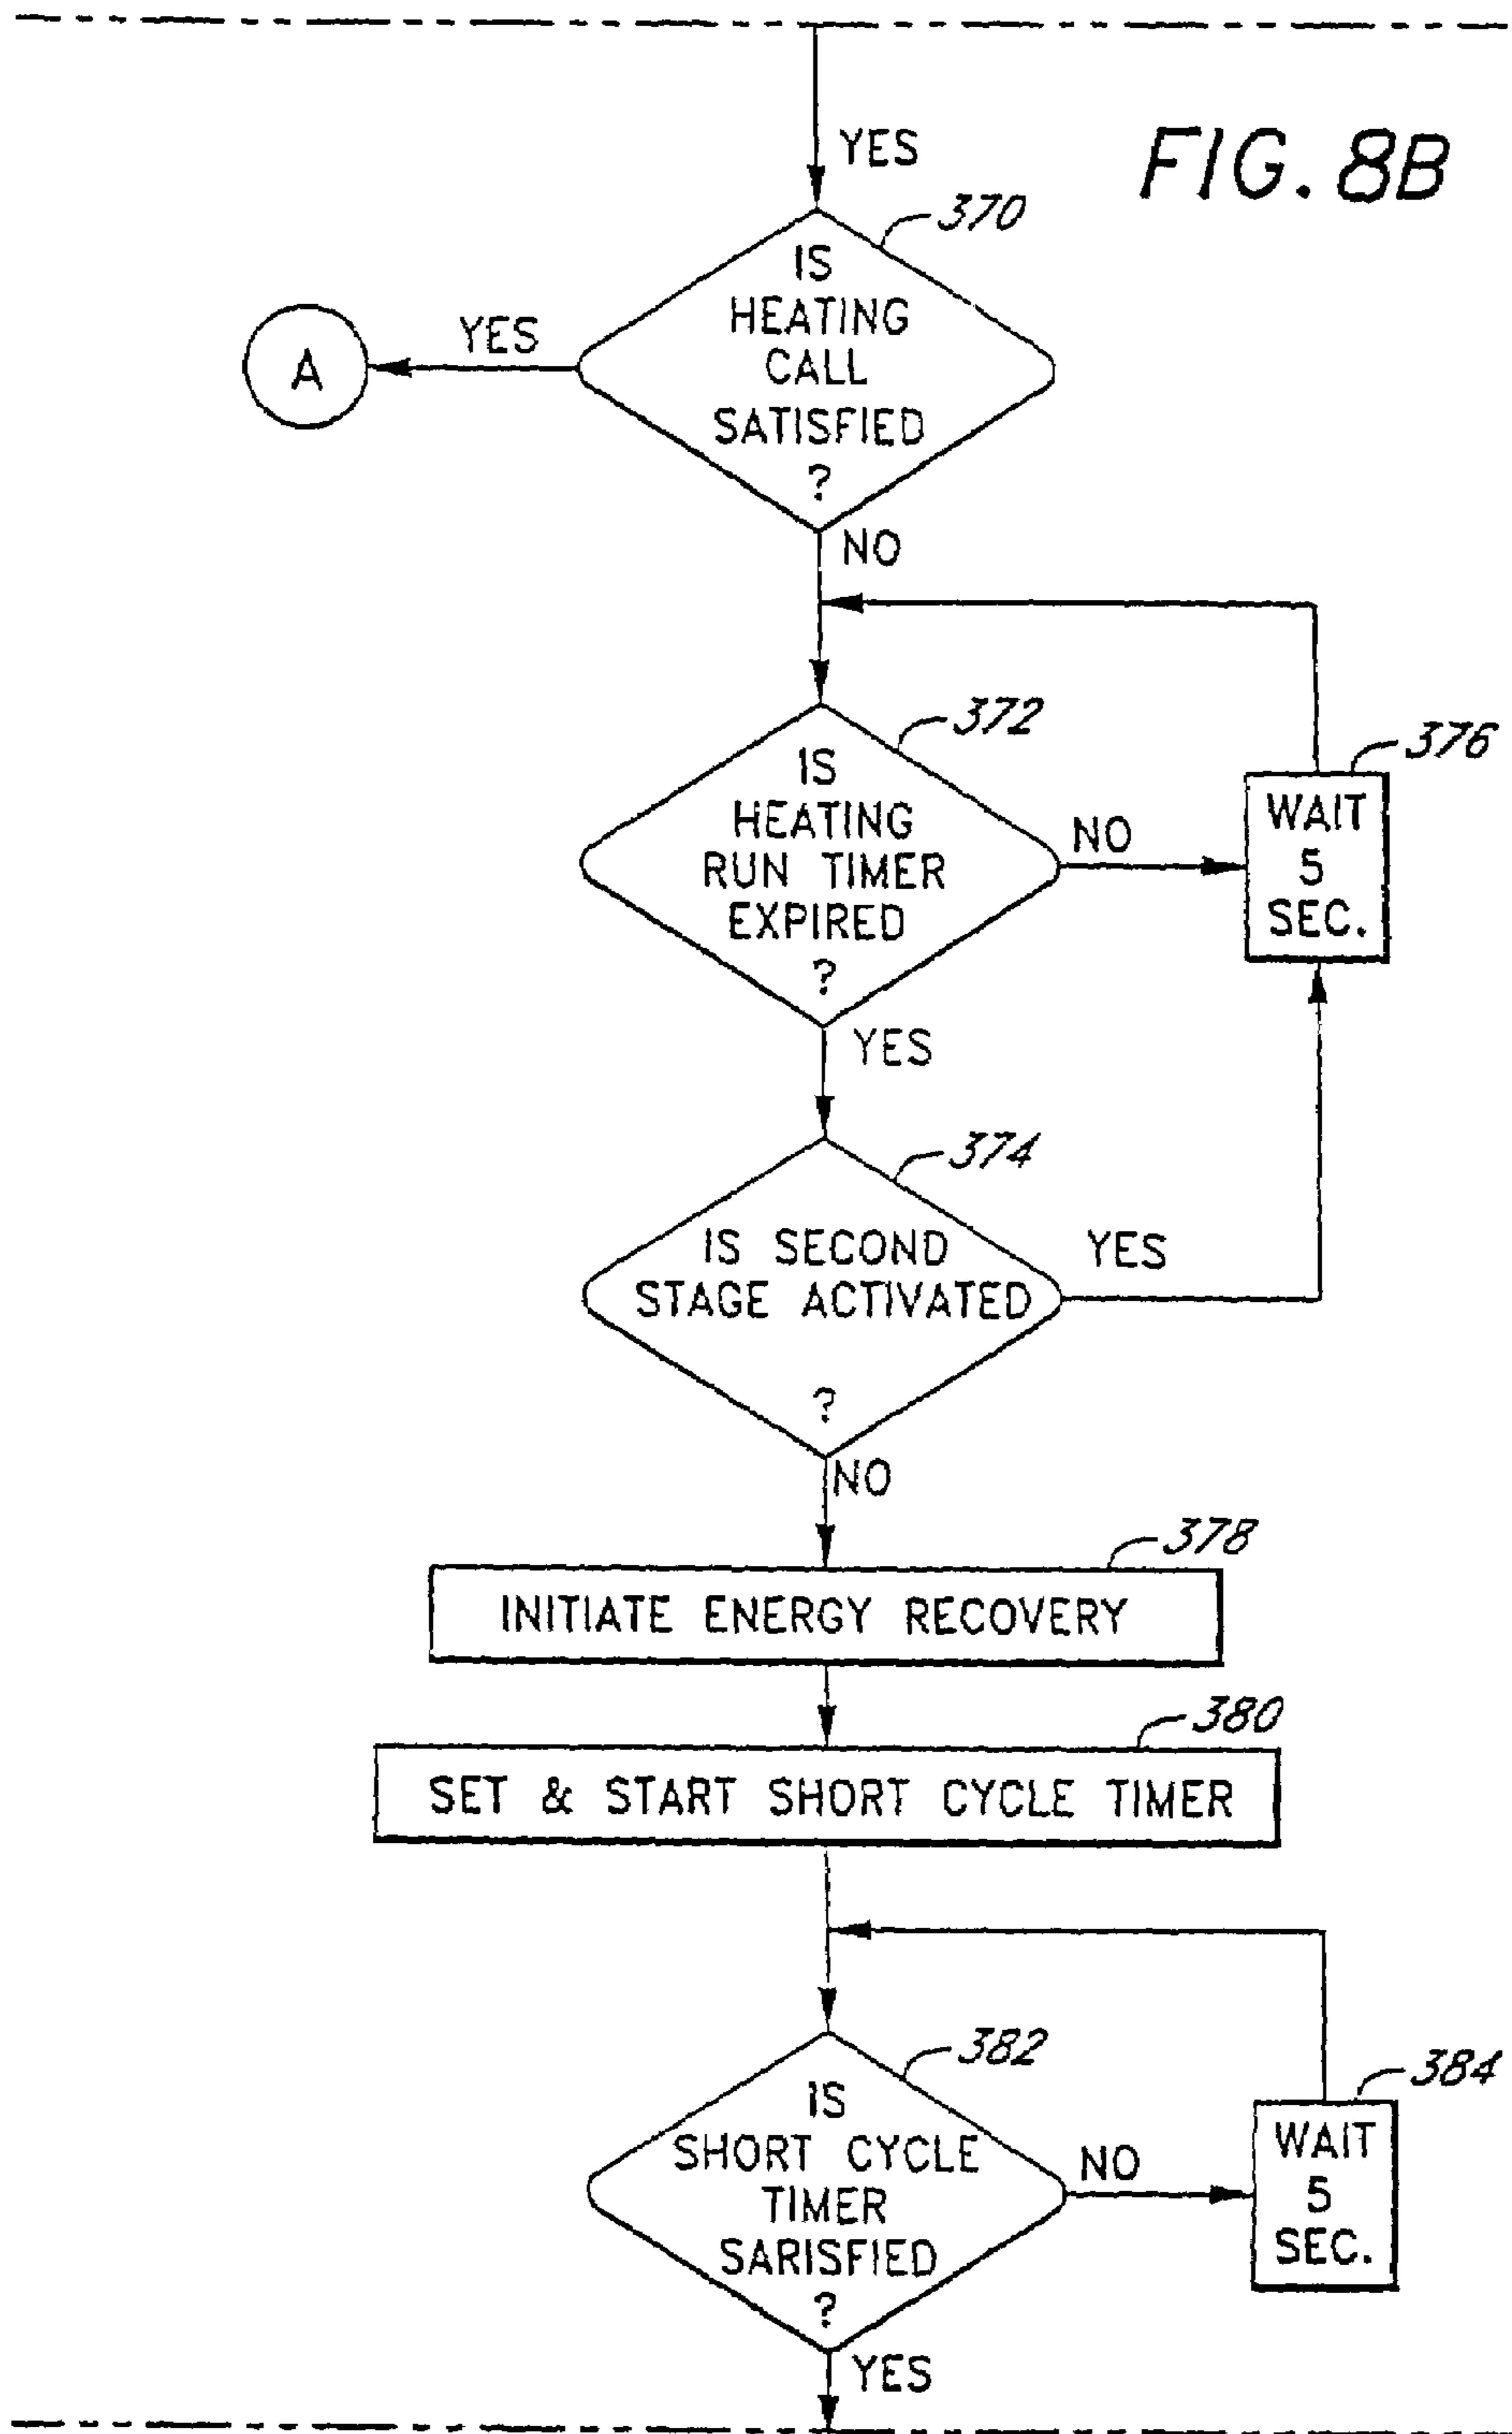 YES
FIG. 8B
370
IS
HEATING
CALL
SATISFIED
?
YES
A
NO
372
IS
HEATING
RUN TIMER
EXPIRED
?
NO
376
WAIT
5
SEC.
YES
374
IS SECOND
STAGE ACTIVATED
?
YES
NO
378
INITIATE ENERGY RECOVERY
380
SET & START SHORT CYCLE TIMER
382
IS
SHORT CYCLE
TIMER
SARISFIED
?
NO
384
WAIT
5
SEC.
YES